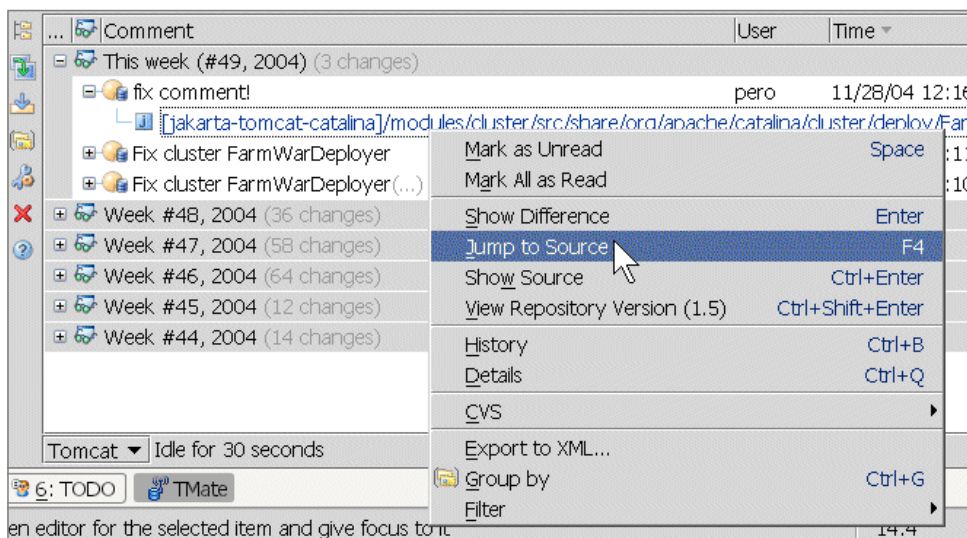 ... Comment User Time
This week (#49, 2004) (3 changes)
fix comment! pero 11/28/04 12:16
[jakarta-tomcat-catalina]/modules/cluster/src/share/org/apache/catalina/cluster/deploy/Far
Fix cluster FarmWarDeployer :11
Fix cluster FarmWarDeployer(...) :10
Week #48, 2004 (36 changes)
Week #47, 2004 (58 changes)
Week #46, 2004 (64 changes)
Week #45, 2004 (12 changes)
Week #44, 2004 (14 changes)
Mark as Unread Space
Mark All as Read
Show Difference Enter
Jump to Source F4
Show Source Ctrl+Enter
View Repository Version (1.5) Ctrl+Shift+Enter
History Ctrl+B
Details Ctrl+Q
CVS
Export to XML...
Group by Ctrl+G
Filter
Tomcat Idle for 30 seconds
6: TODO TMate
en editor for the selected item and give focus to it 14:4